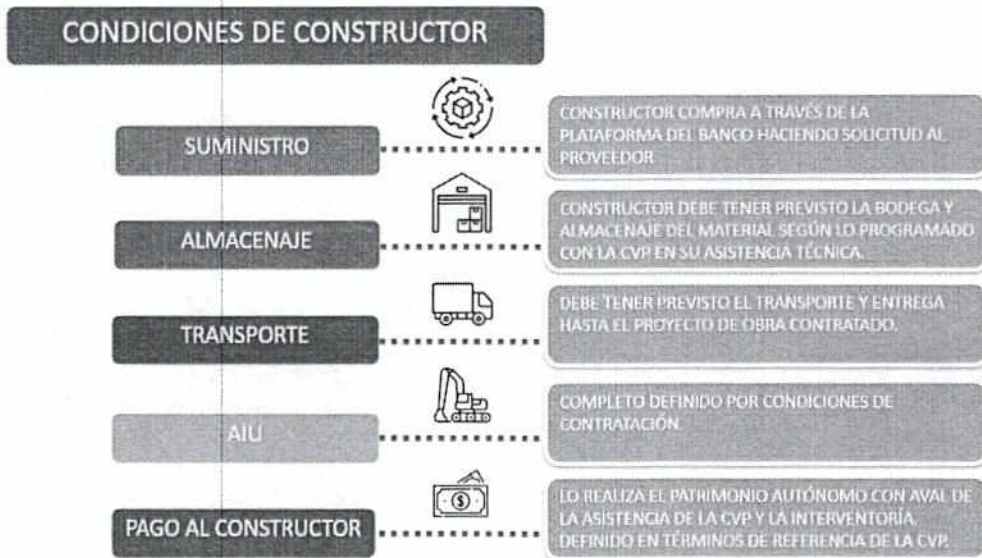 CONDICIONES DE CONSTRUCTOR
SUMINISTRO
CONSTRUCTOR COMPRA A TRAVÉS DE LA
PLATAFORMA DEL BANCO HACIENDO SOLICITUD AL
PROVEEDOR
ALMACENAJE
CONSTRUCTOR DEBE TENER PREVISTO LA BODEGA Y
ALMACENAJE DEL MATERIAL SEGÚN LO PROGRAMADO
CON LA CVP EN SU ASISTENCIA TÉCNICA.
TRANSPORTE
DEBE TENER PREVISTO EL TRANSPORTE Y ENTREGA
HASTA EL PROYECTO DE OBRA CONTRATADO.
AIU
COMPLETO DEFINIDO POR CONDICIONES DE
CONTRATACIÓN.
PAGO AL CONSTRUCTOR
LO REALIZA EL PATRIMONIO AUTÓNOMO CON AVAL DE
LA ASISTENCIA DE LA CVP Y LA INTERVENTORÍA,
DEFINIDO EN TÉRMINOS DE REFERENCIA DE LA CVP.